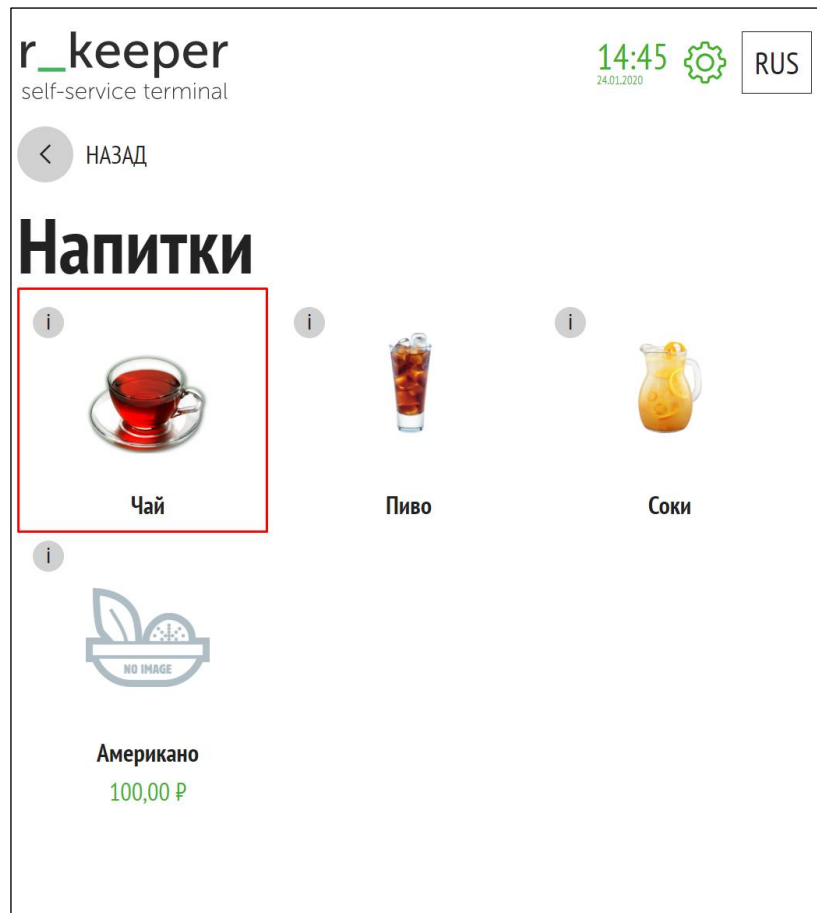 r_keeper
self-service terminal
14:45
24.01.2020
RUS
НАЗАД
Напитки
i
i
i
Чай
Пиво
Соки
i
NO IMAGE
Американо
100,00 ₽